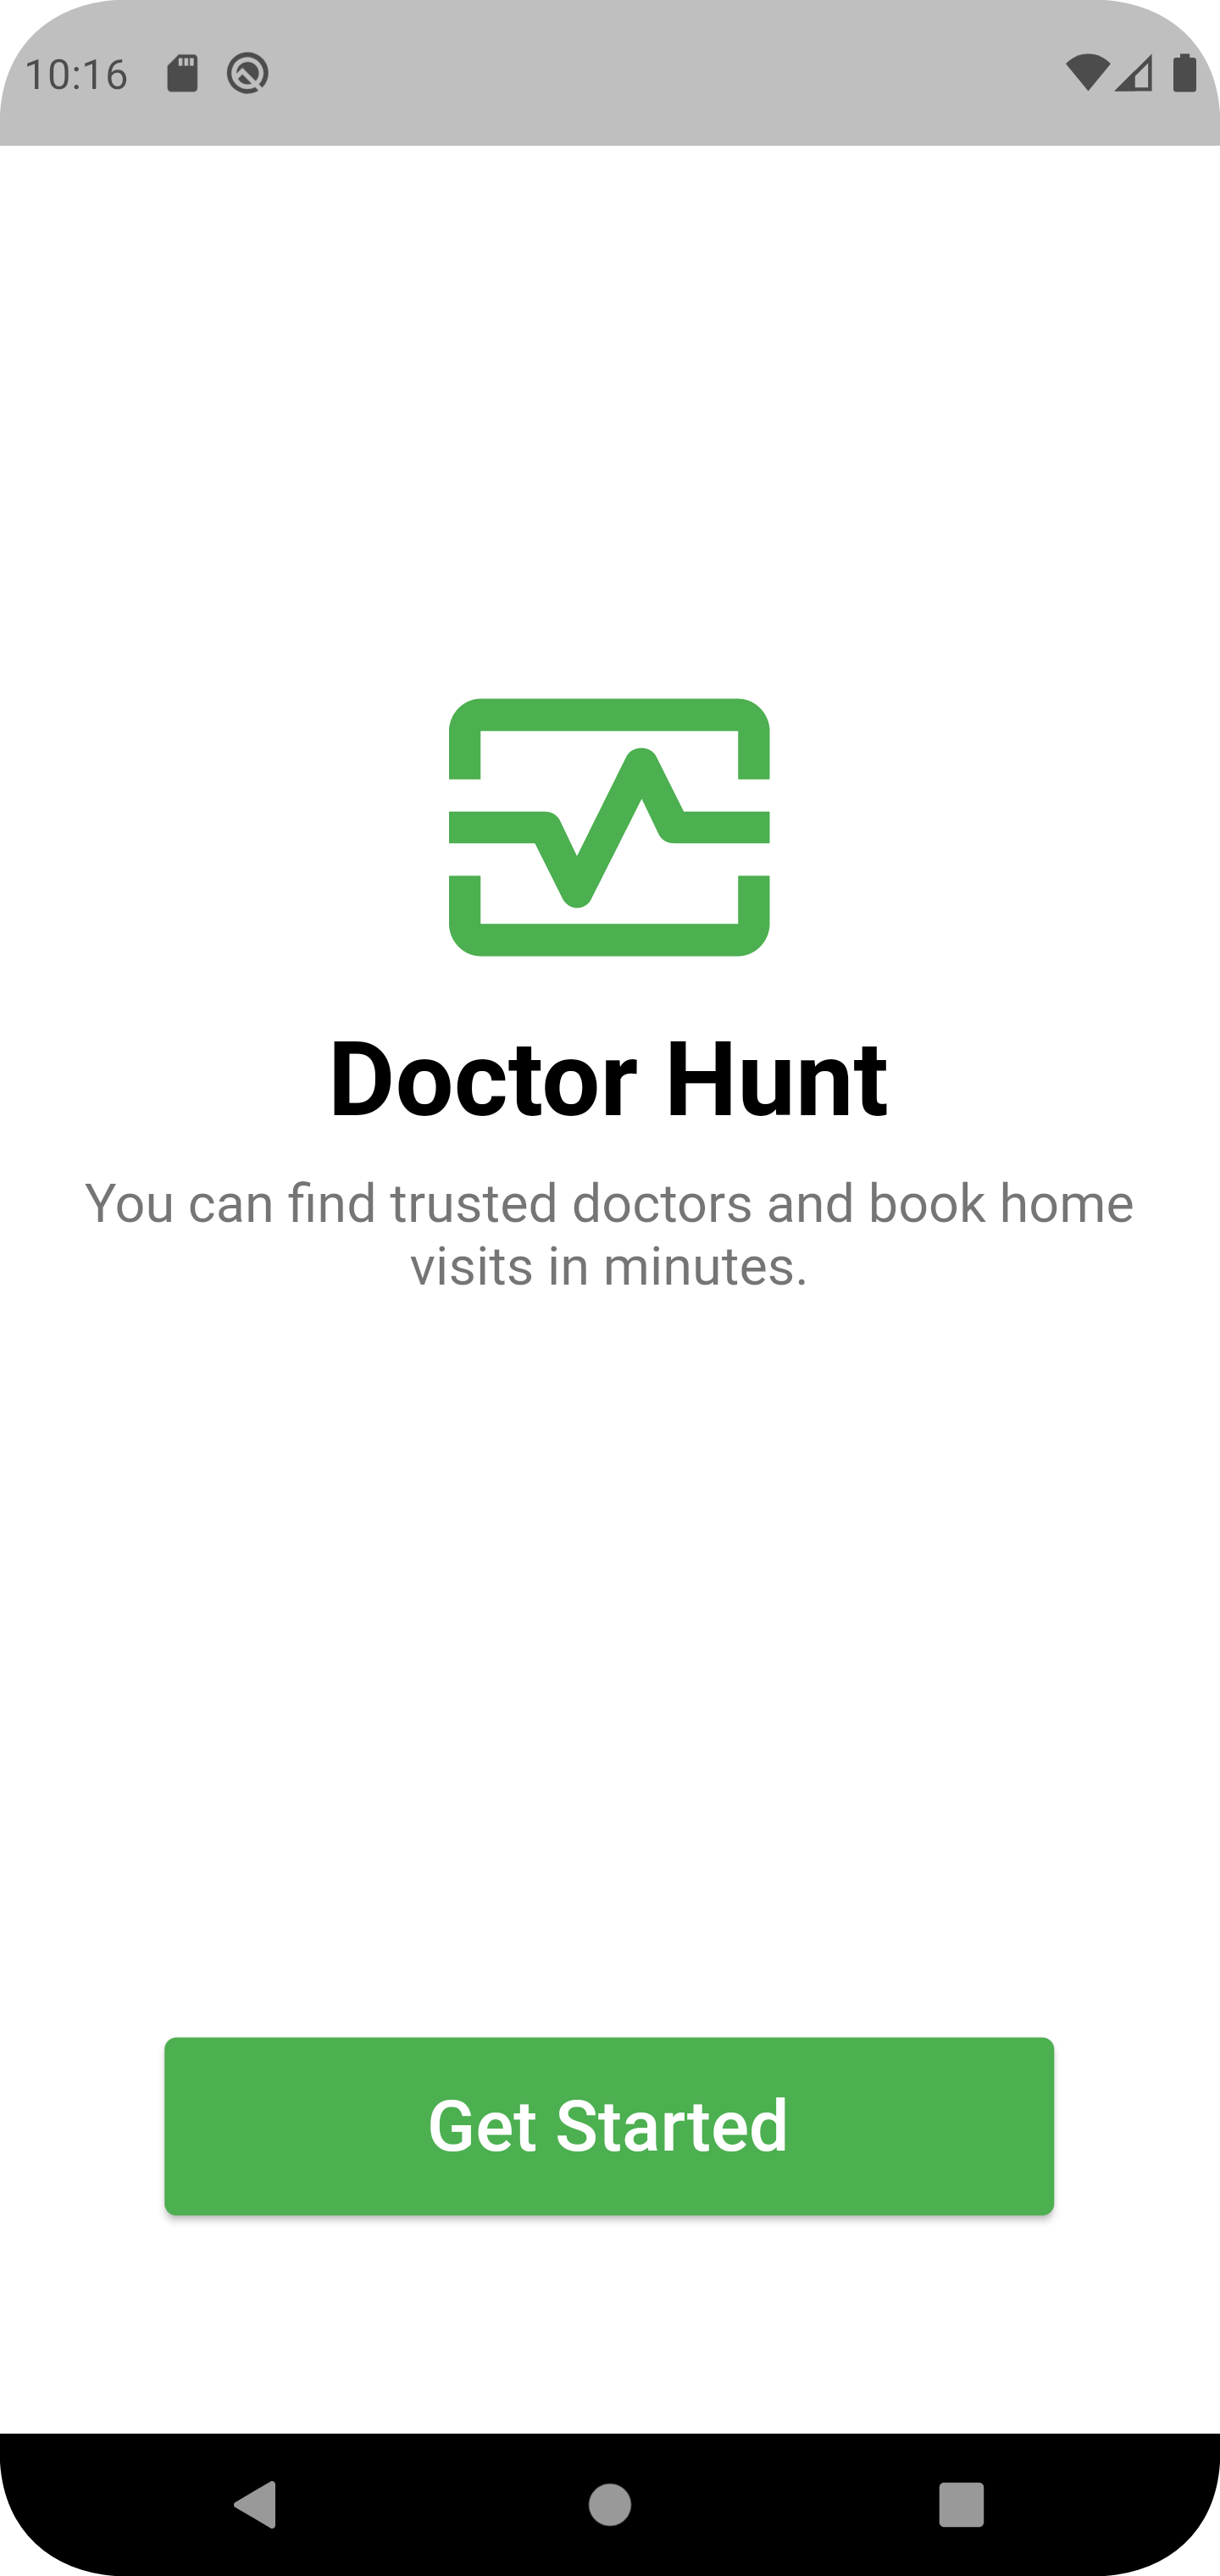 10:16
Doctor Hunt
You can find trusted doctors and book home
visits in minutes.
Get Started